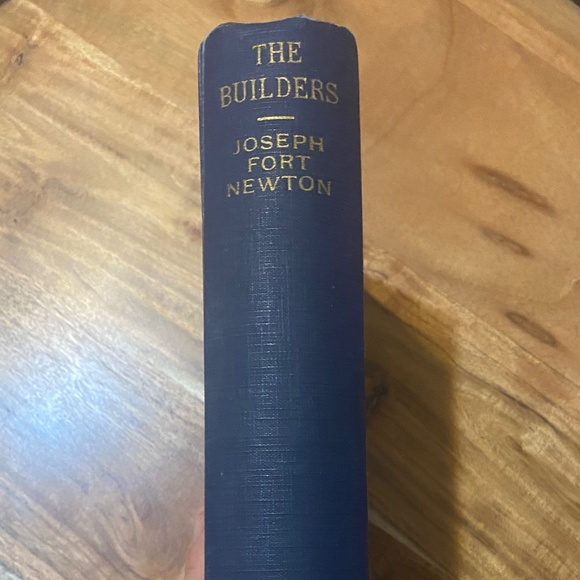 THE
BUILDERS
JOSEPH
FORT
NEWTON